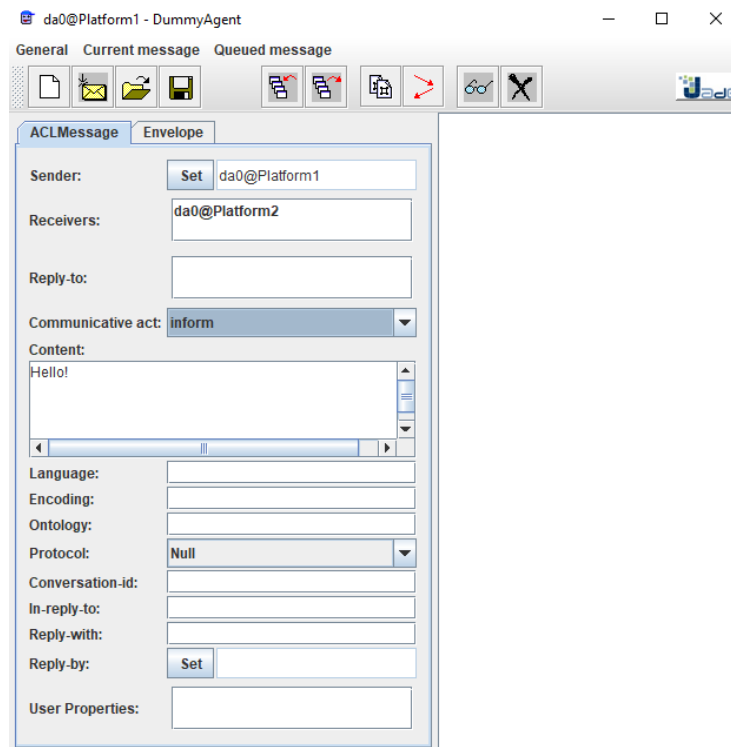 da0@Platform1 - DummyAgent
General Current message Queued message
ACLMessage Envelope
Sender: Set da0@Platform1
Receivers: da0@Platform2
Reply-to:
Communicative act: inform
Content:
Hello!
Language:
Encoding:
Ontology:
Protocol: Null
Conversation-id:
In-reply-to:
Reply-with:
Reply-by: Set
User Properties: